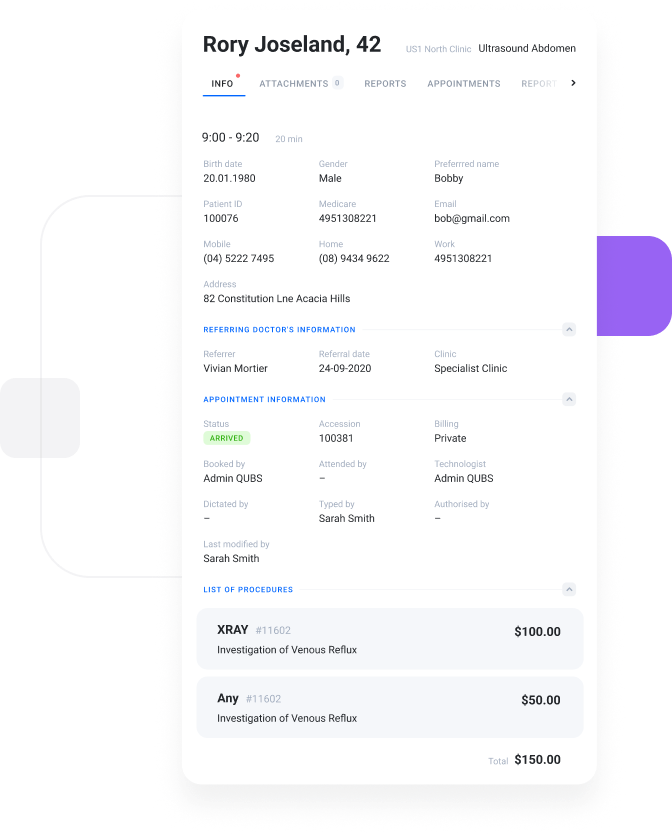 Rory Joseland, 42 US1 North Clinic Ultrasound Abdomen
INFO ATTACHMENTS 0 REPORTS APPOINTMENTS REPORT
9:00 - 9:20 20 min
Birth date Gender Preferrred name
20.01.1980 Male Bobby
Patient ID Medicare Email
100076 4951308221 bob@gmail.com
Mobile Home Work
(04) 5222 7495 (08) 9434 9622 4951308221
Address
82 Constitution Lne Acacia Hills
REFERRING DOCTOR'S INFORMATION
Referrer Referral date Clinic
Vivian Mortier 24-09-2020 Specialist Clinic
APPOINTMENT INFORMATION
Status Accession Billing
ARRIVED 100381 Private
Booked by Attended by Technologist
Admin QUBS – Admin QUBS
Dictated by Typed by Authorised by
– Sarah Smith –
Last modified by
Sarah Smith
LIST OF PROCEDURES
XRAY #11602 $100.00
Investigation of Venous Reflux
Any #11602 $50.00
Investigation of Venous Reflux
Total $150.00